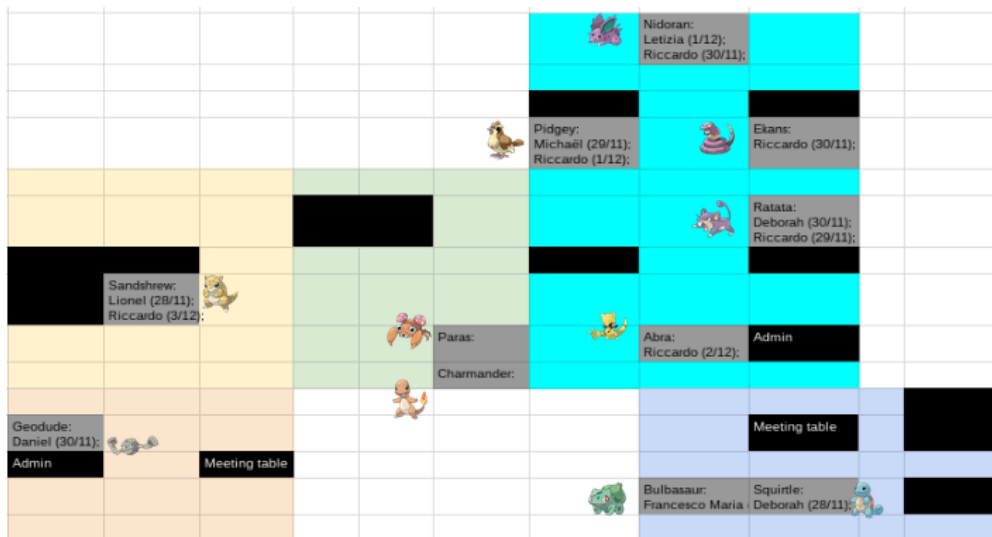 Nidoran:
Letizia (1/12);
Riccardo (30/11);
Pidgey:
Michaël (29/11);
Riccardo (1/12);
Ekans:
Riccardo (30/11);
Ratata:
Deborah (30/11);
Riccardo (29/11);
Sandshrew:
Lionel (28/11);
Riccardo (3/12);
Paras:
Abra:
Riccardo (2/12);
Admin
Charmander:
Geodude:
Daniel (30/11);
Meeting table
Admin
Meeting table
Bulbasaur:
Francesco Maria
Squirtle:
Deborah (28/11);